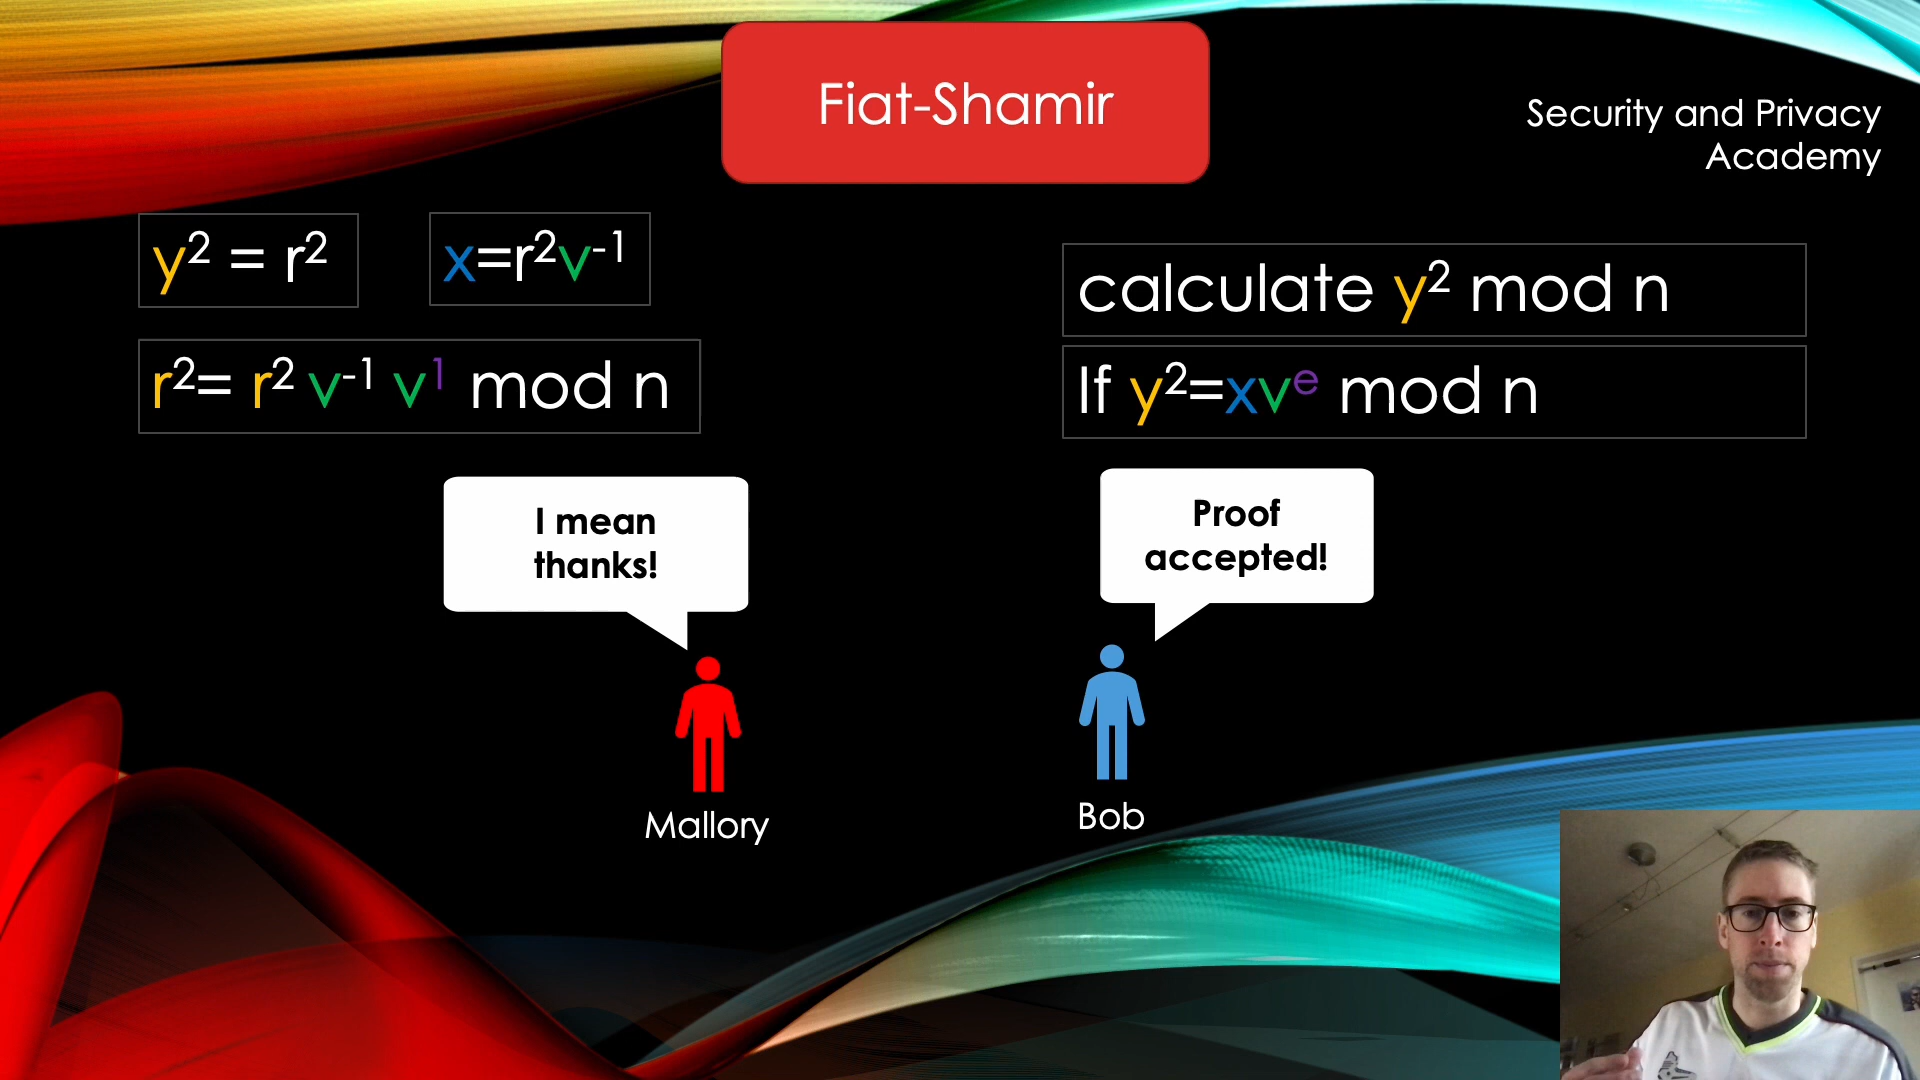 Fiat-Shamir
Security and Privacy
Academy
y² = r²
x=r²v⁻¹
r²= r² v⁻¹ v¹ mod n
calculate y² mod n
If y²=xvᵉ mod n
I mean
thanks!
Proof
accepted!
Mallory
Bob